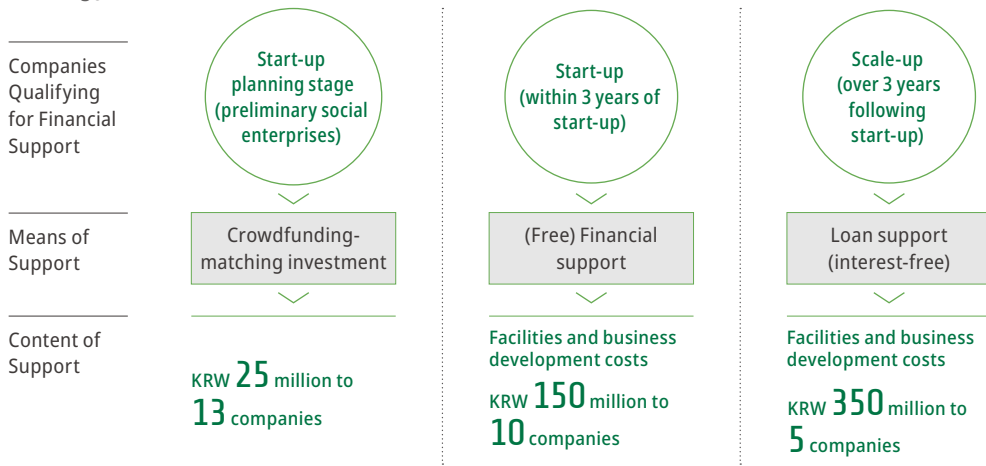 Companies
Qualifying
for Financial
Support
Start-up
planning stage
(preliminary social
enterprises)
Start-up
(within 3 years of
start-up)
Scale-up
(over 3 years
following
start-up)
Means of
Support
Crowdfunding-
matching investment
(Free) Financial
support
Loan support
(interest-free)
Content of
Support
KRW 25 million to
13 companies
Facilities and business
development costs
KRW 150 million to
10 companies
Facilities and business
development costs
KRW 350 million to
5 companies